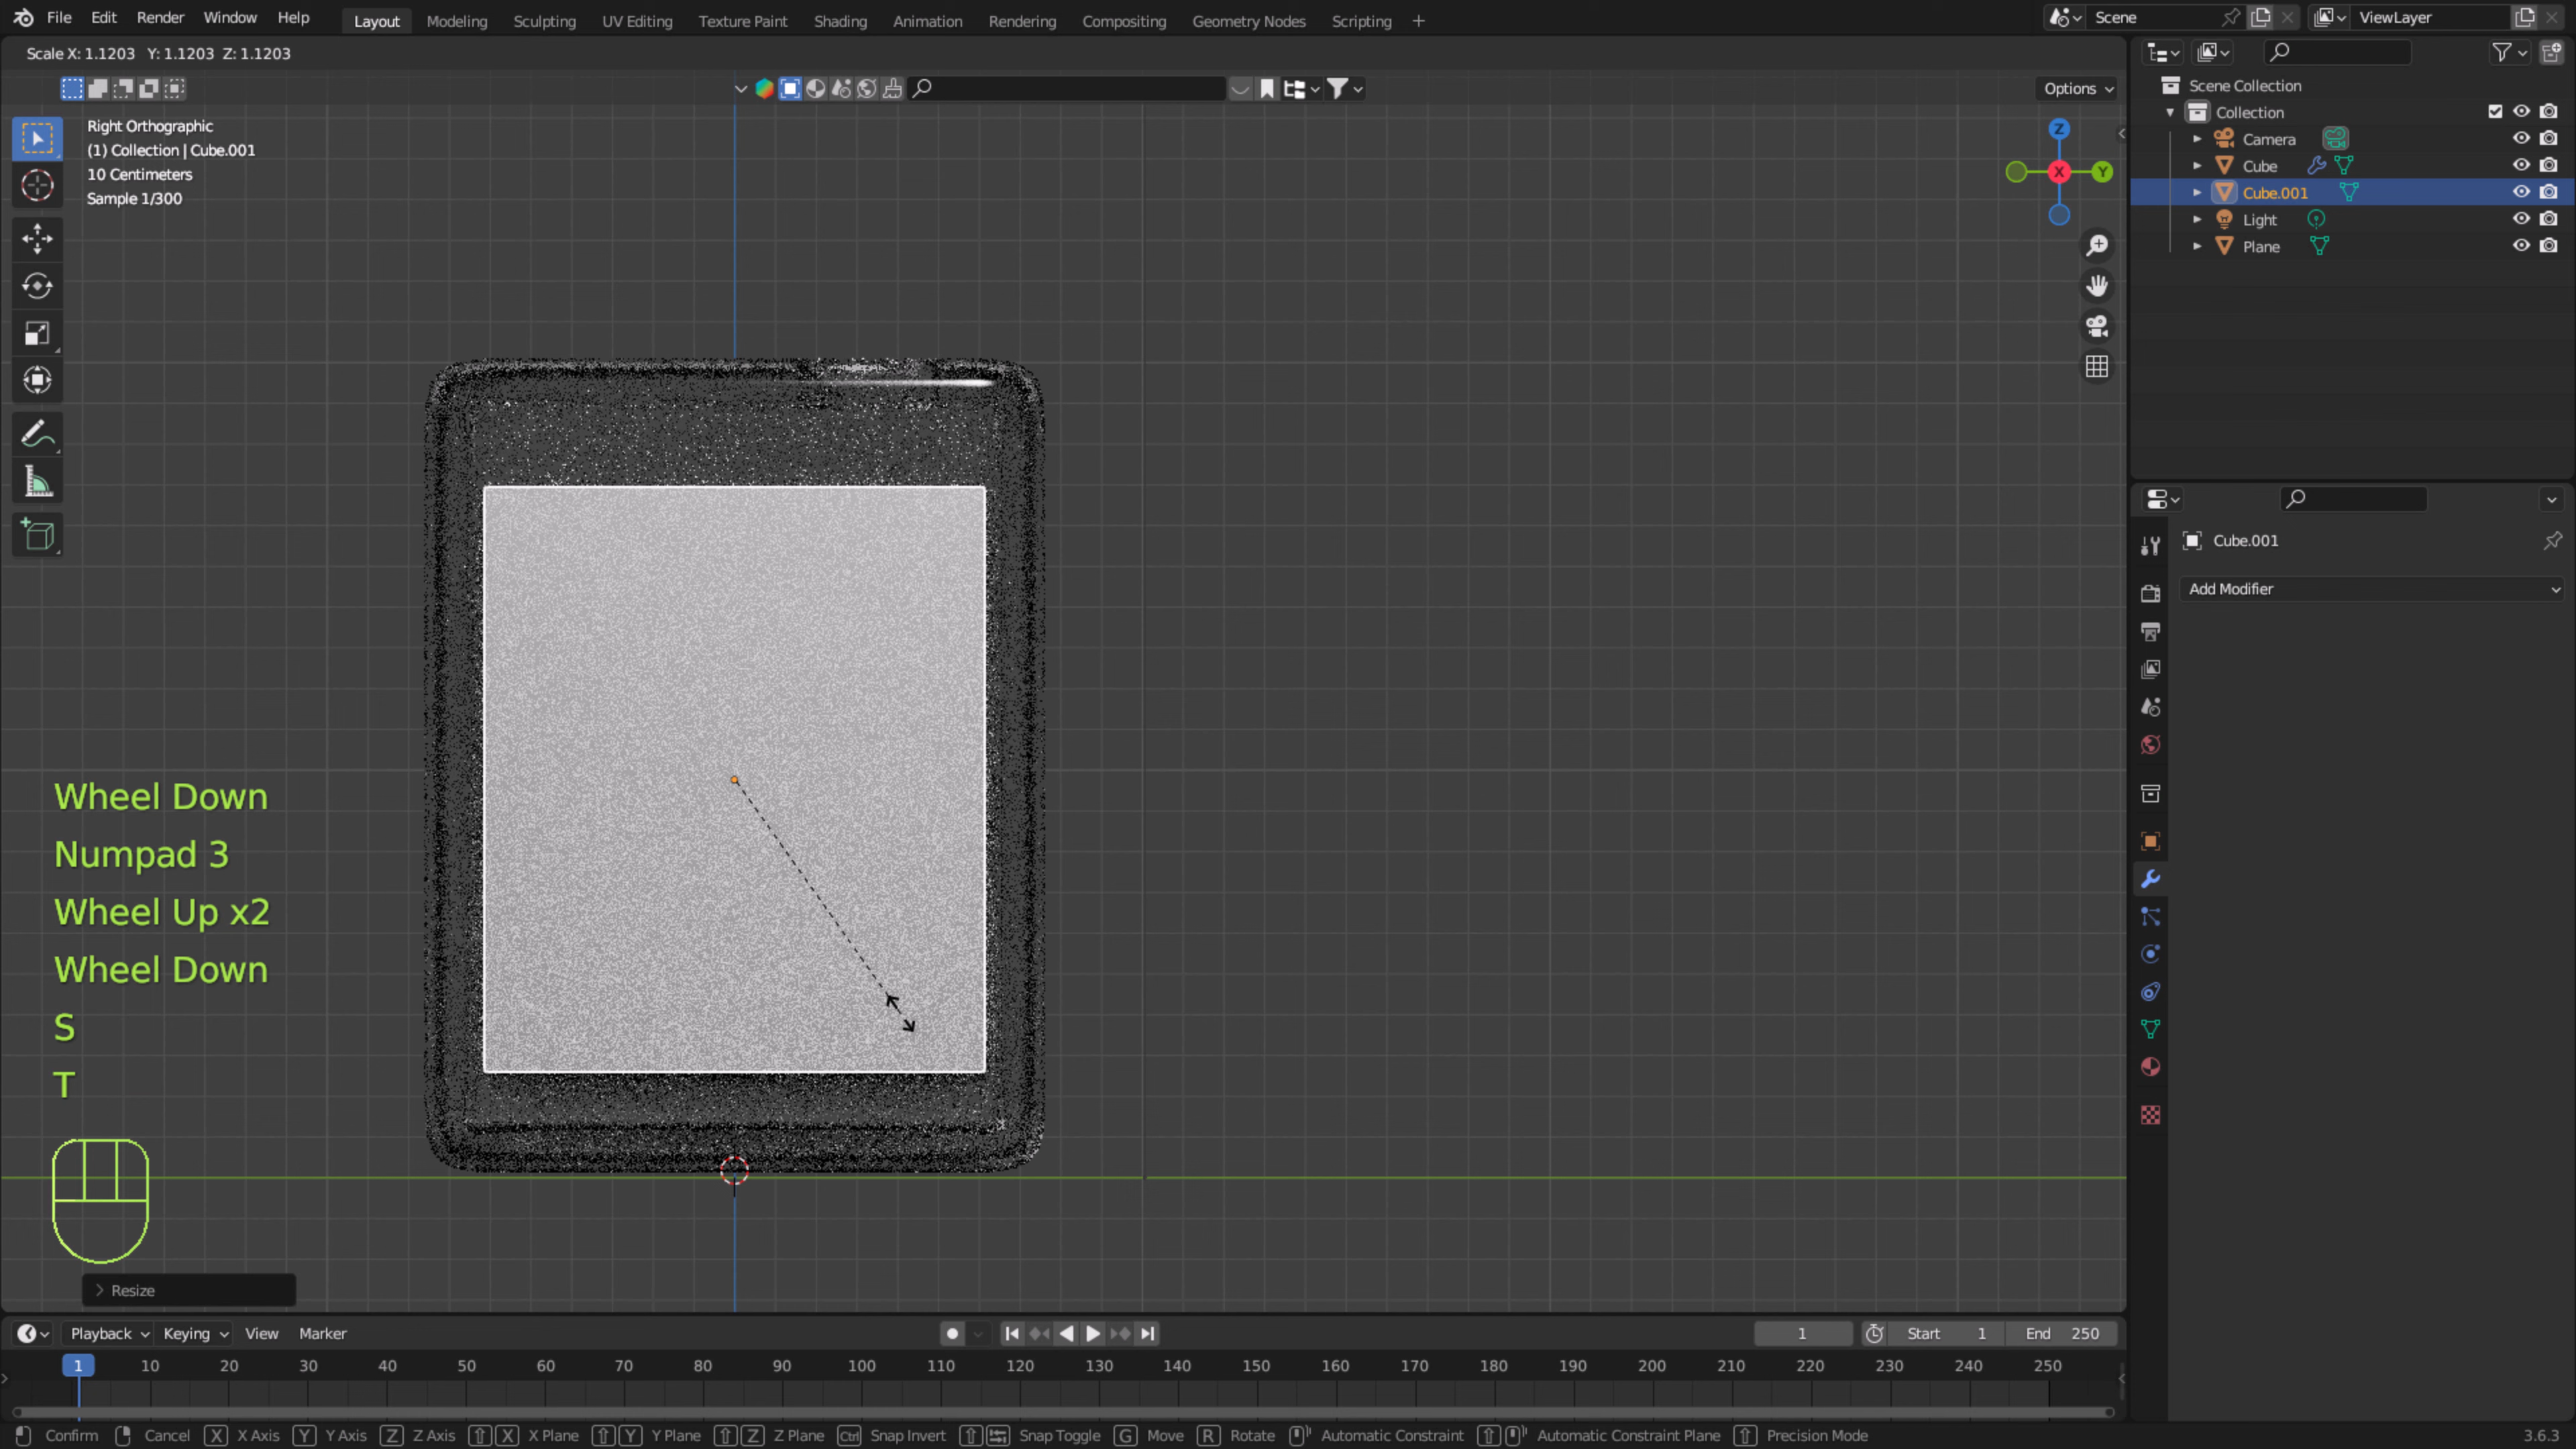 File Edit Render Window Help Layout Modeling Sculpting UV Editing Texture Paint Shading Animation Rendering Compositing Geometry Nodes Scripting + Scene ViewLayer
Scale X: 1.1203 Y: 1.1203 Z: 1.1203
Options
Right Orthographic
(1) Collection | Cube.001
10 Centimeters
Sample 1/300
Z
X
Y
Scene Collection
Collection
Camera
Cube
Cube.001
Light
Plane
Cube.001
Add Modifier
Wheel Down
Numpad 3
Wheel Up x2
Wheel Down
S
T
Resize
Playback Keying View Marker 1 Start 1 End 250
1 10 20 30 40 50 60 70 80 90 100 110 120 130 140 150 160 170 180 190 200 210 220 230 240 250
Confirm Cancel X X Axis Y Y Axis Z Z Axis X X Plane Y Y Plane Z Z Plane Ctrl Snap Invert Snap Toggle G Move R Rotate Automatic Constraint Automatic Constraint Plane Precision Mode 3.6.3